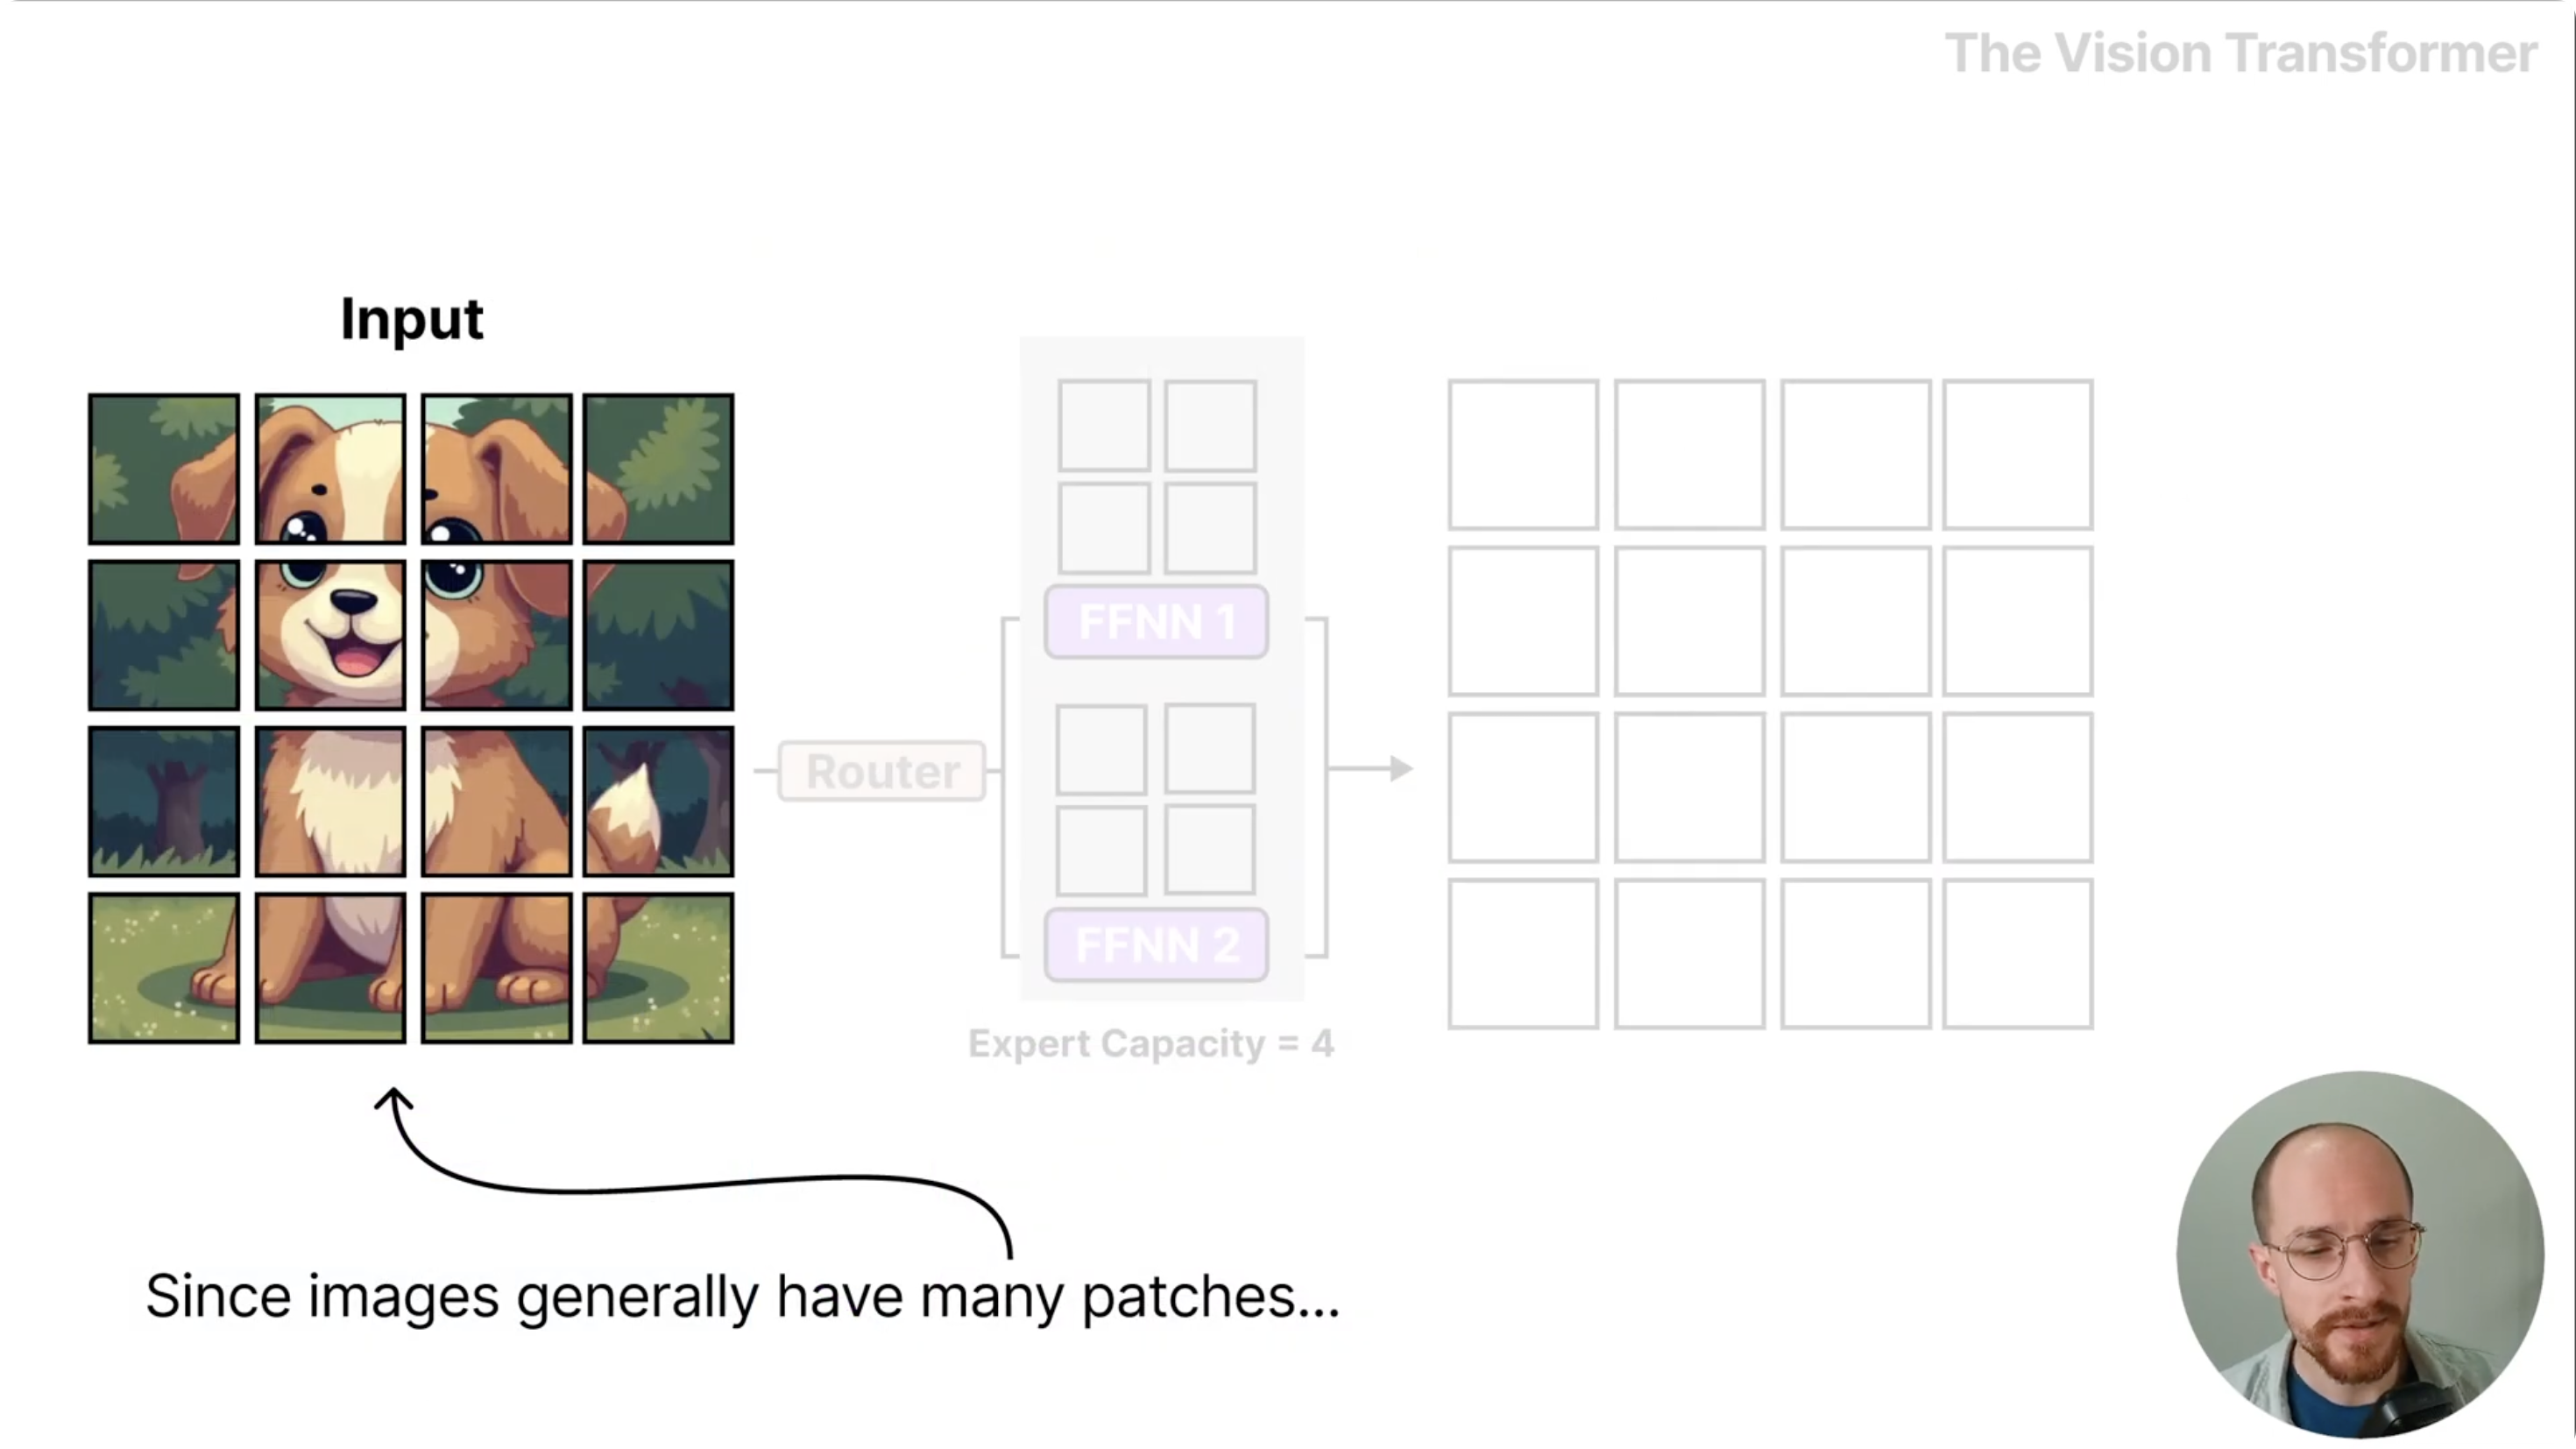 The Vision Transformer
Input
FFNN 1
Router
FFNN 2
Expert Capacity = 4
Since images generally have many patches...